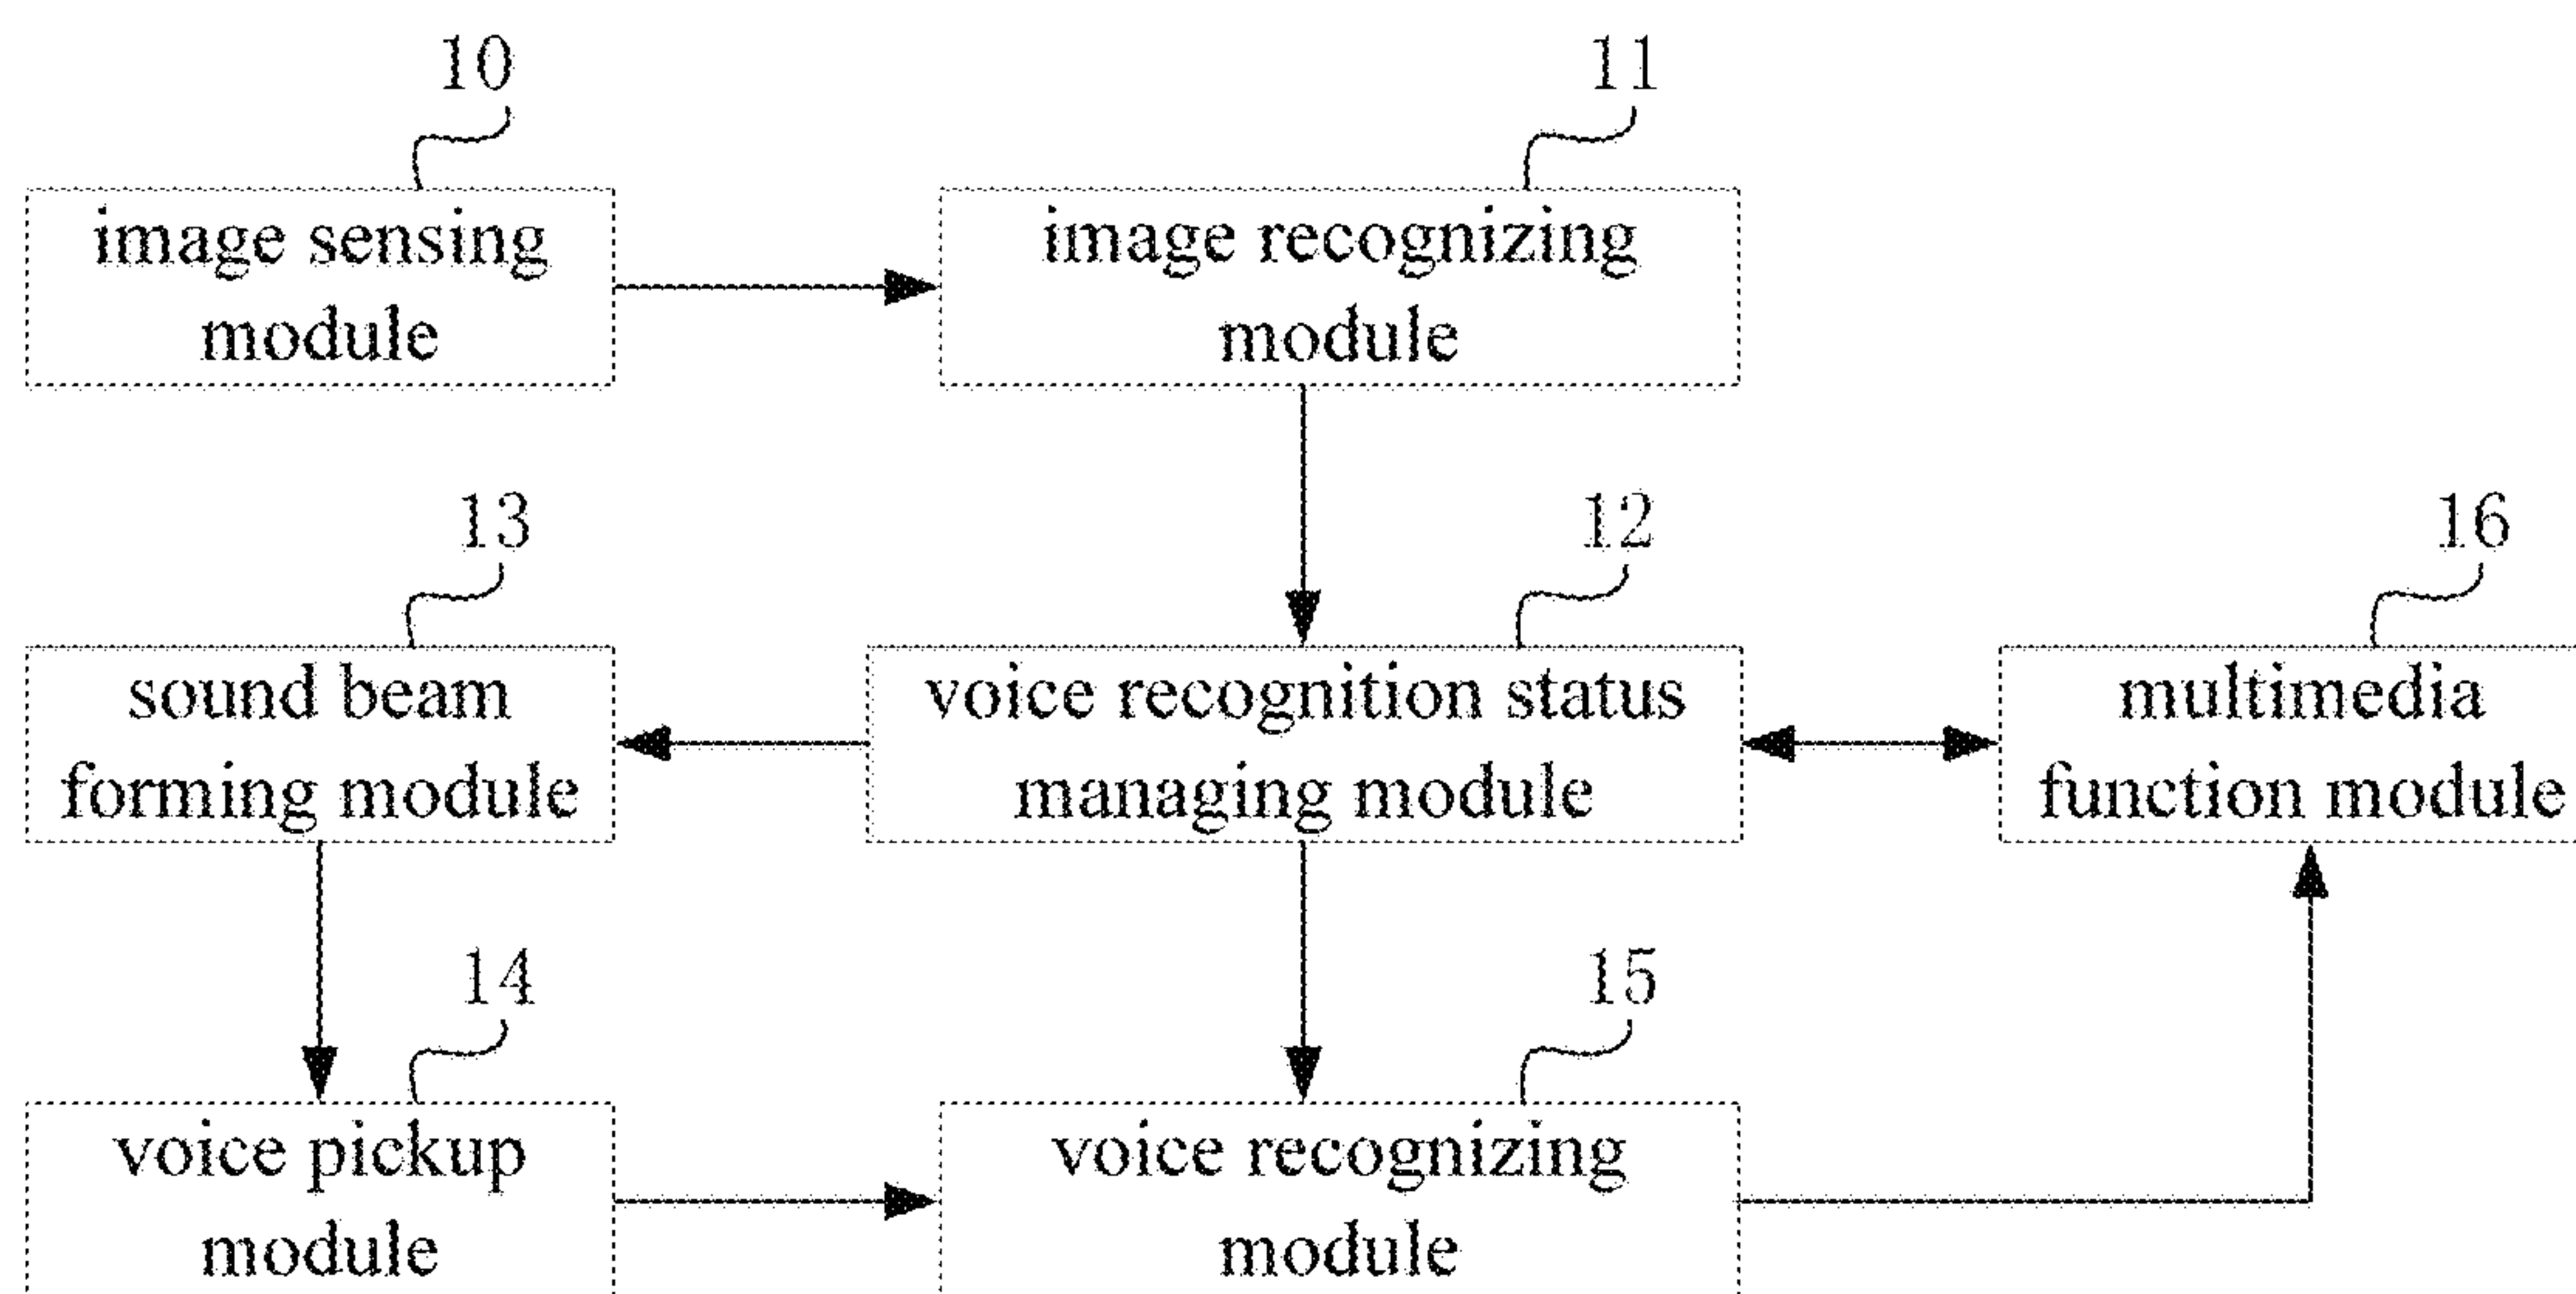 10
11
image sensing
module
image recognizing
module
13
12
16
sound beam
forming module
voice recognition status
managing module
multimedia
function module
14
15
voice pickup
module
voice recognizing
module